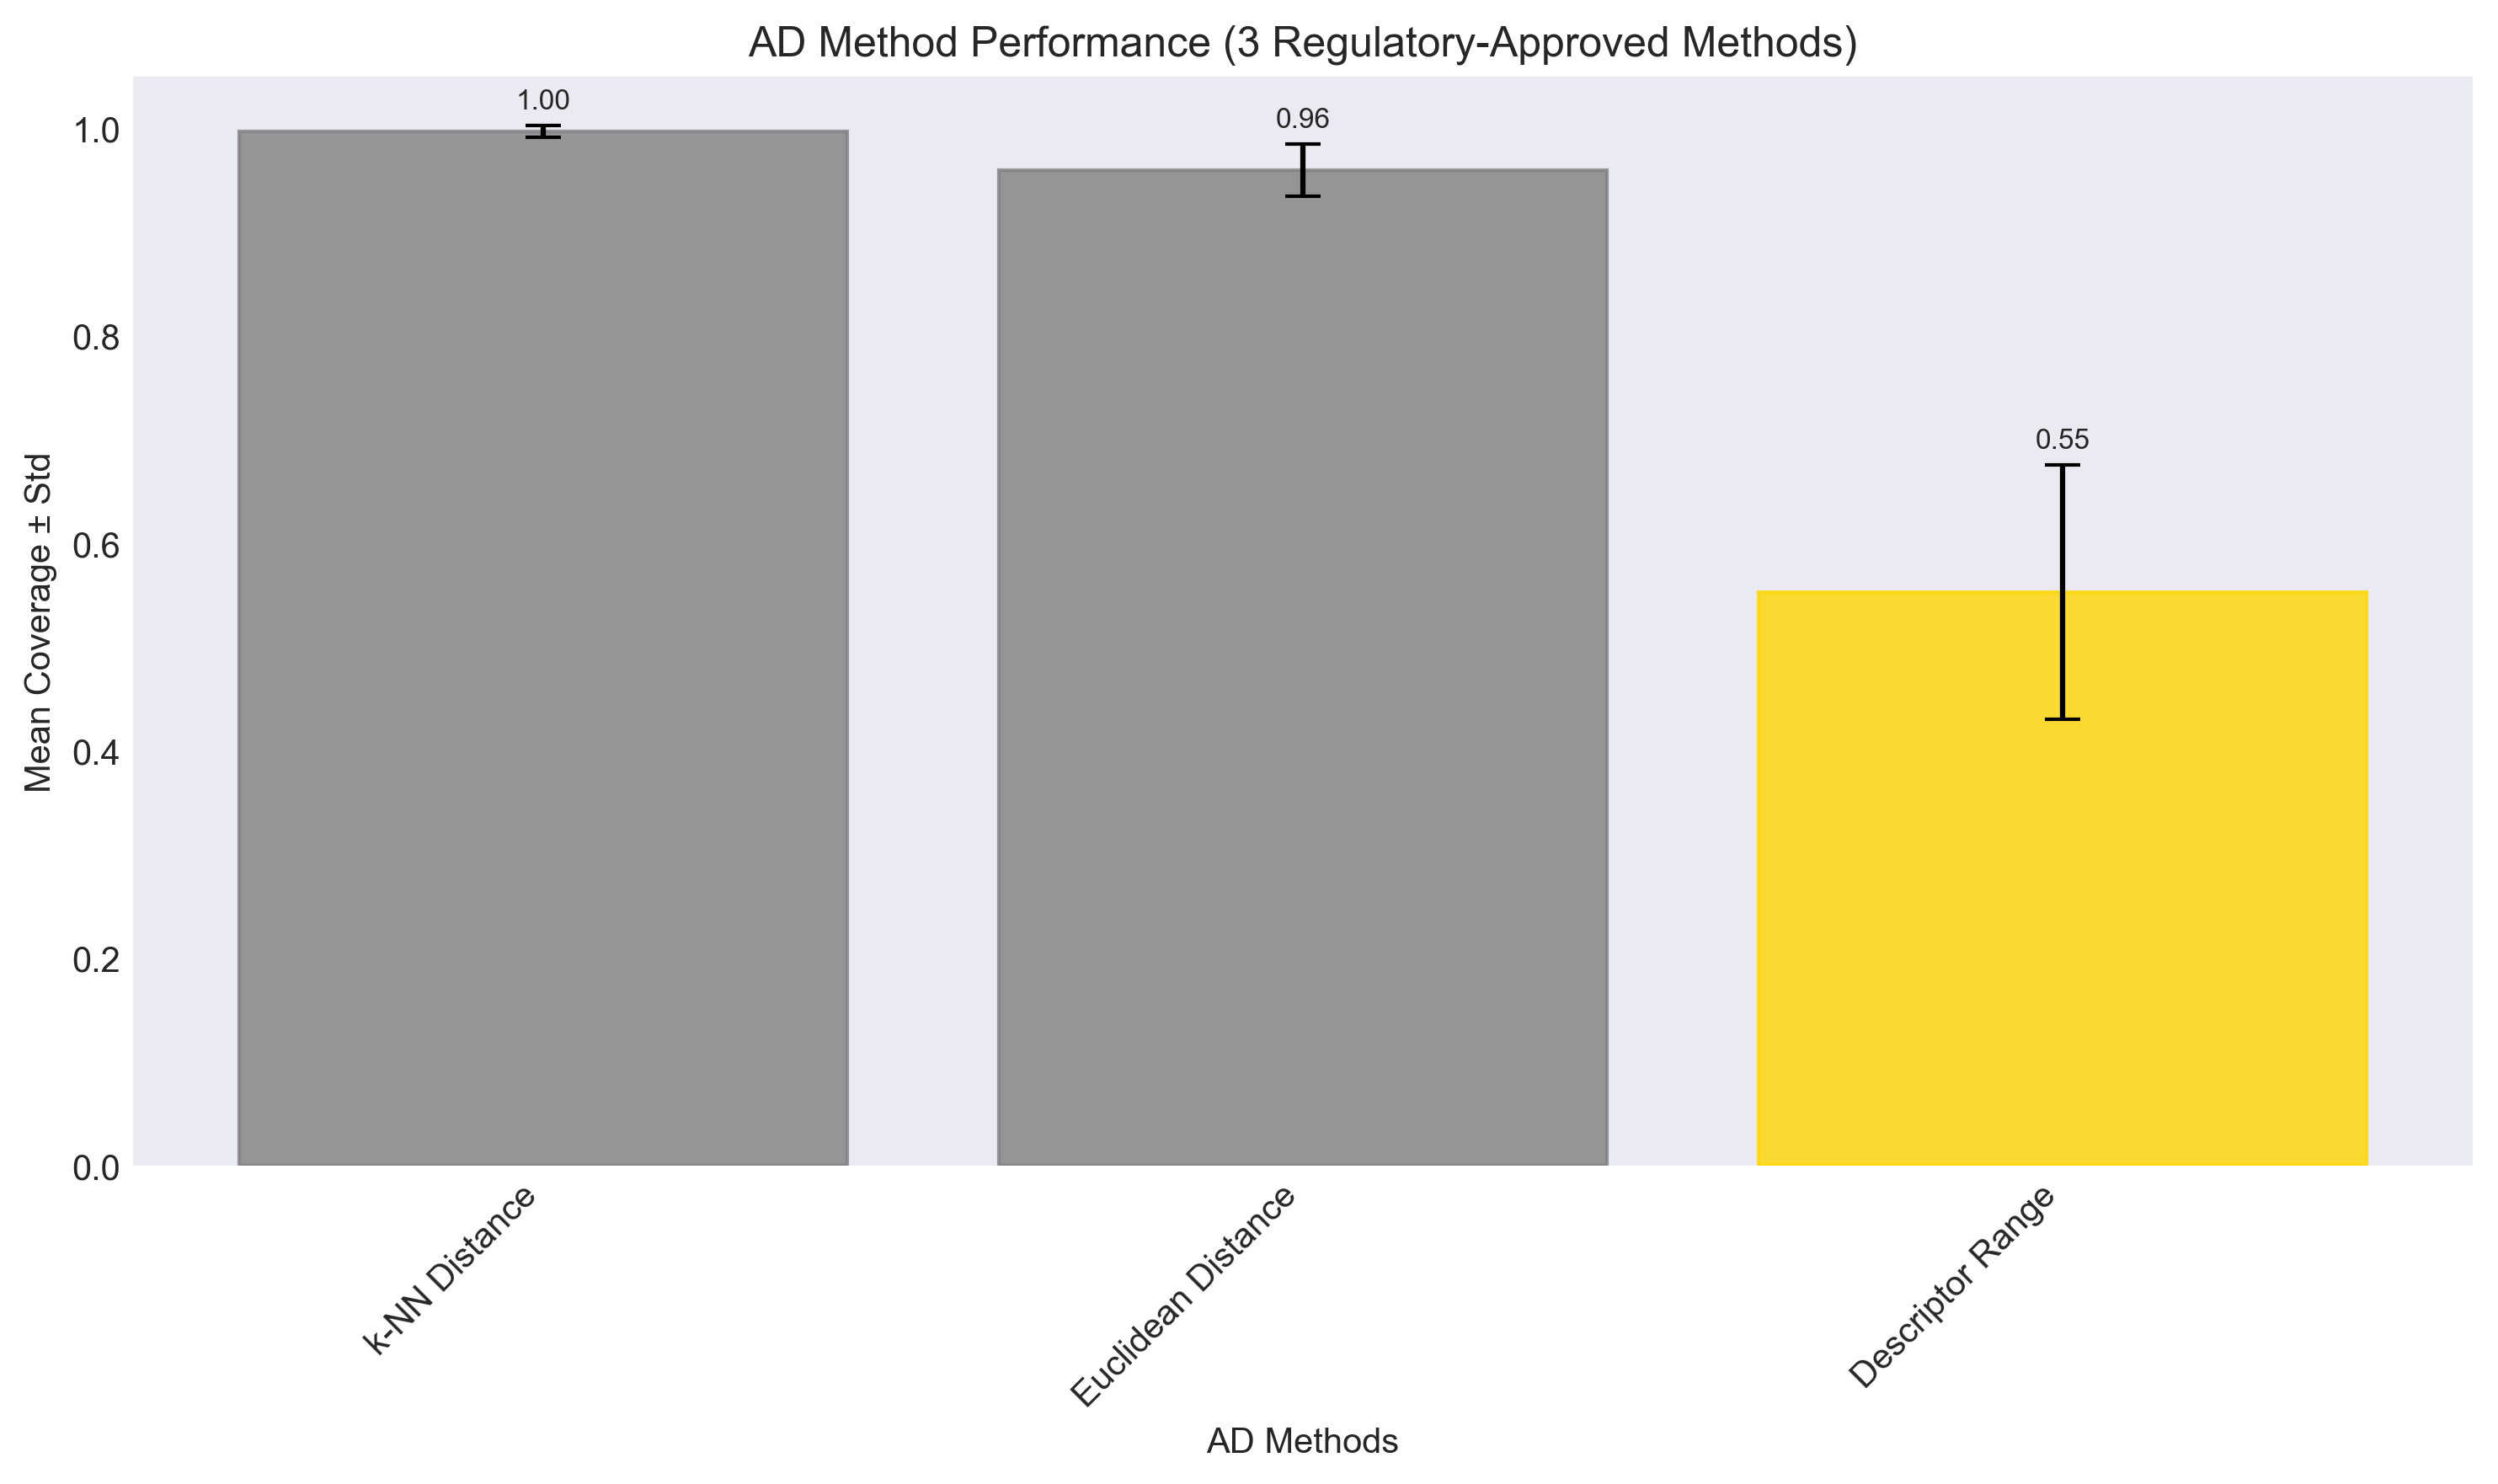 AD Method Performance (3 Regulatory-Approved Methods)
1.00
0.96
0.55
1.0
0.8
0.6
0.4
0.2
0.0
Mean Coverage ± Std
k-NN Distance
Euclidean Distance
Descriptor Range
AD Methods